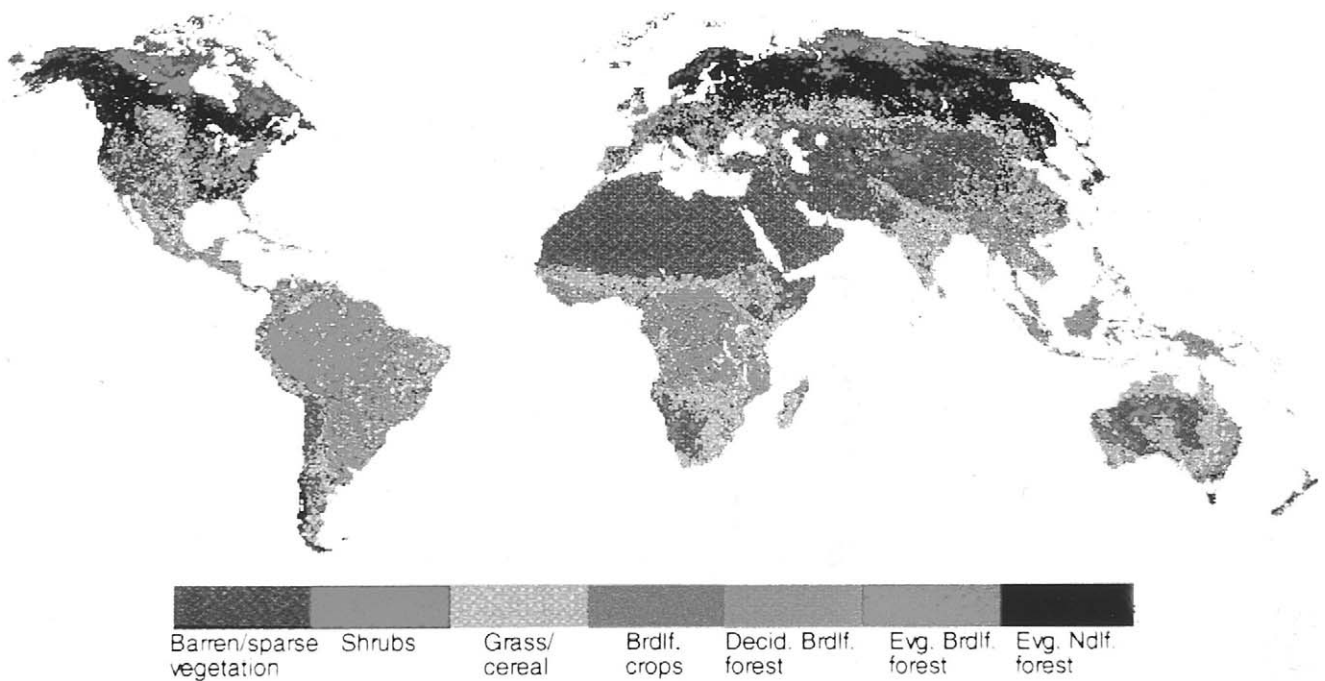 Barren/sparse vegetation
Shrubs
Grass/ cereal
Brdlf. crops
Decid. Brdlf. forest
Evg. Brdlf. forest
Evg. Ndlf. forest